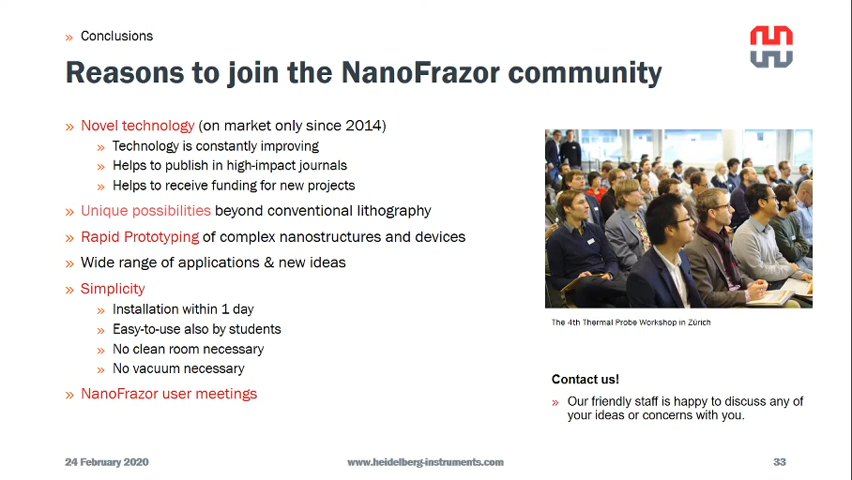 » Conclusions
Reasons to join the NanoFrazor community
» Novel technology (on market only since 2014)
» Technology is constantly improving
» Helps to publish in high-impact journals
» Helps to receive funding for new projects
» Unique possibilities beyond conventional lithography
» Rapid Prototyping of complex nanostructures and devices
» Wide range of applications & new ideas
» Simplicity
» Installation within 1 day
» Easy-to-use also by students
» No clean room necessary
» No vacuum necessary
» NanoFrazor user meetings
The 4th Thermal Probe Workshop in Zürich
Contact us!
» Our friendly staff is happy to discuss any of
your ideas or concerns with you.
24 February 2020
www.heidelberg-instruments.com
33